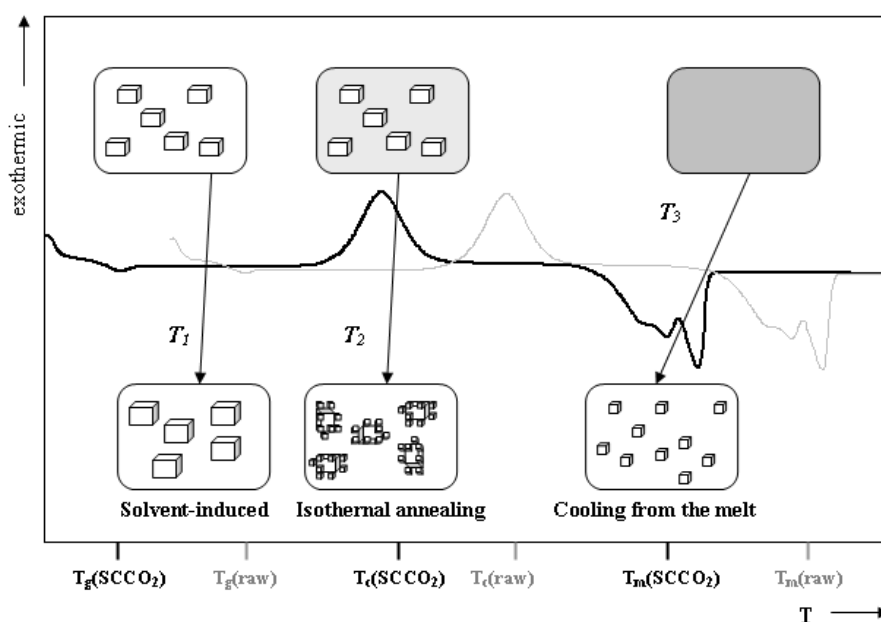 exothermic
T1
T2
T3
Solvent-induced
Isothernal annealing
Cooling from the melt
Tg(SCCO2)
Tg(raw)
Tc(SCCO2)
Tc(raw)
Tm(SCCO2)
Tm(raw)
T